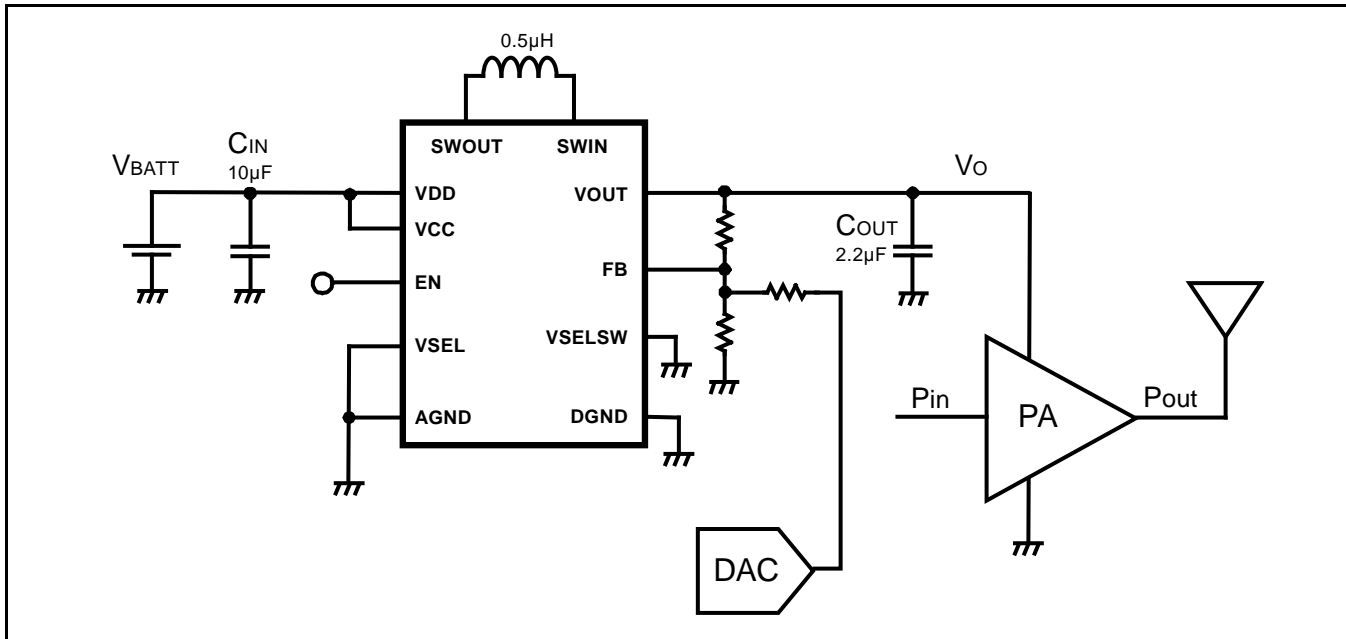 0.5µH
SWOUT SWIN
VBATT
CIN
10µF
VDD
VCC
EN
VSEL
AGND
VOUT
FB
VSELSW
DGND
VO
COUT
2.2µF
Pin
PA
Pout
DAC